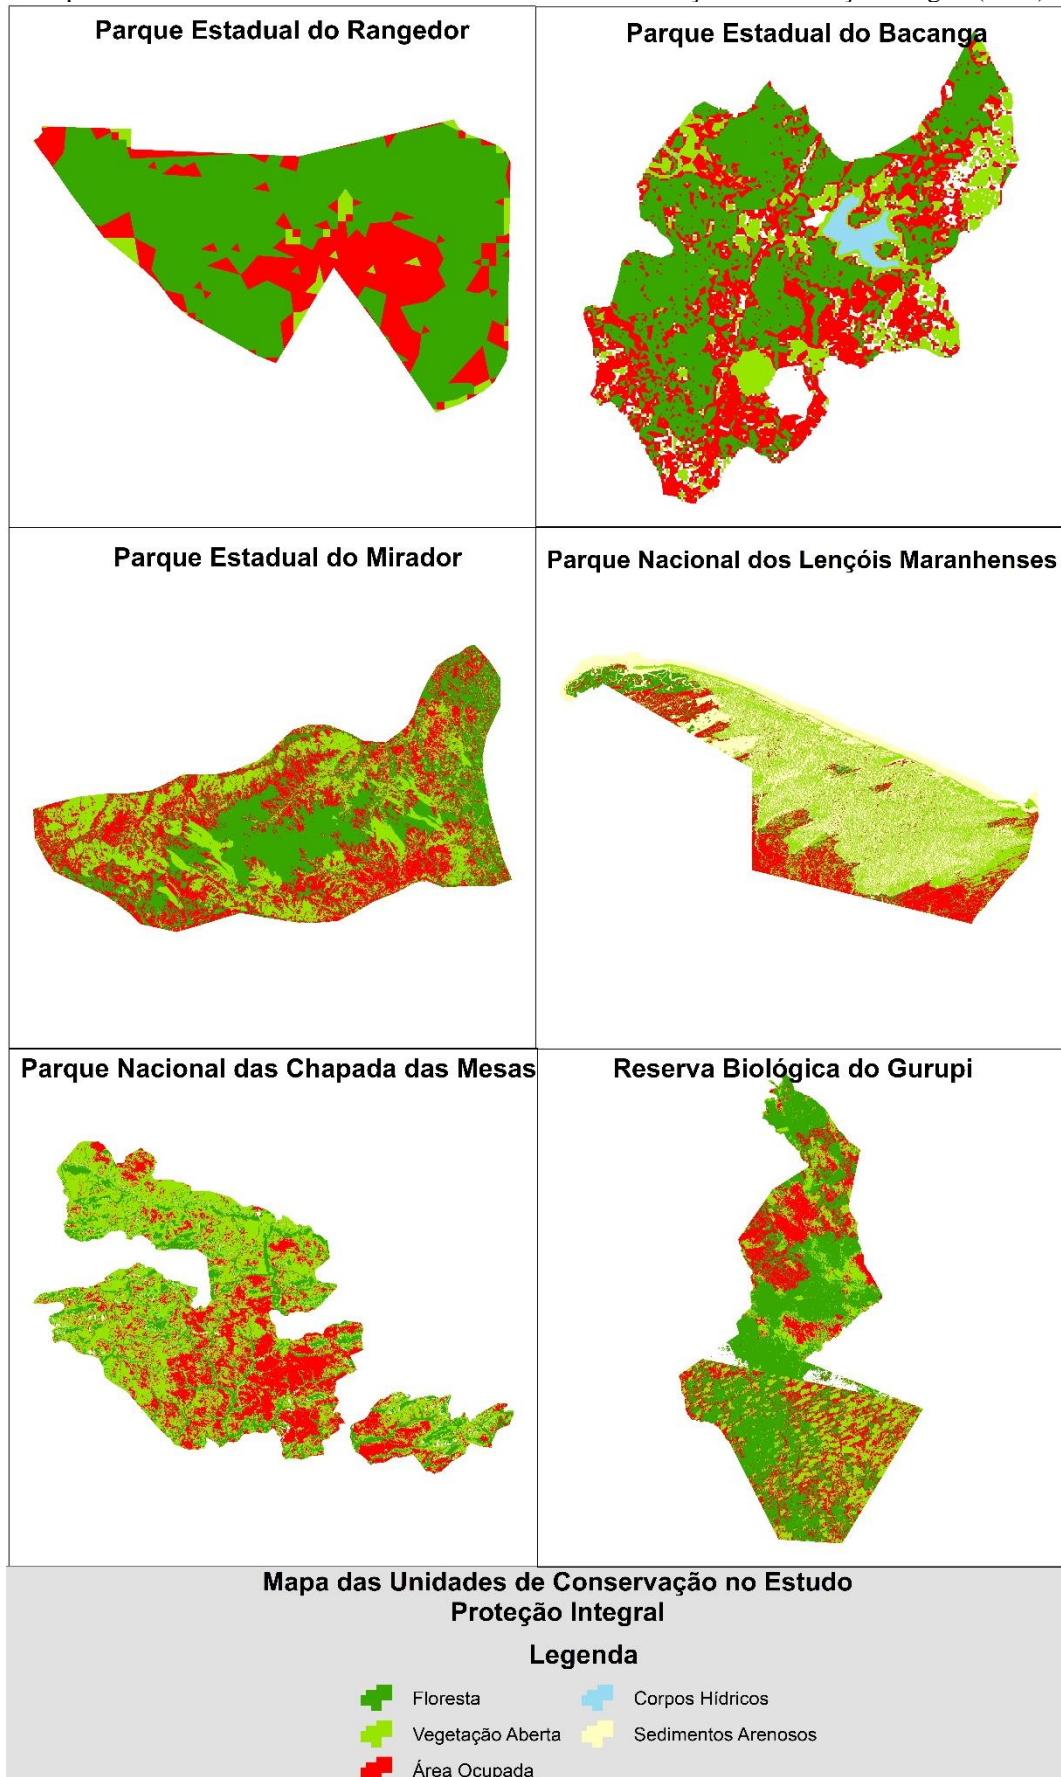 Parque Estadual do Rangedor
Parque Estadual do Bacanga
Parque Estadual do Mirador
Parque Nacional dos Lençóis Maranhenses
Parque Nacional das Chapada das Mesas
Reserva Biológica do Gurupi
Mapa das Unidades de Conservação no Estudo
Proteção Integral
Legenda
Floresta
Corpos Hídricos
Vegetação Aberta
Sedimentos Arenosos
Área Ocupada